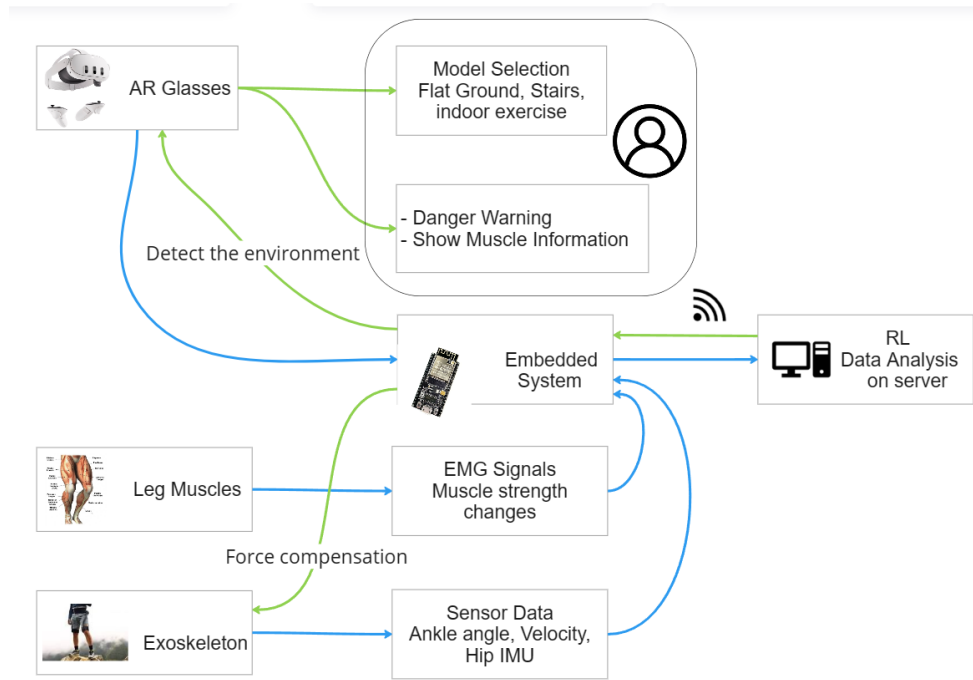 AR Glasses
Model Selection
Flat Ground, Stairs,
indoor exercise
- Danger Warning
- Show Muscle Information
Detect the environment
Embedded
System
RL
Data Analysis
on server
Leg Muscles
EMG Signals
Muscle strength
changes
Force compensation
Exoskeleton
Sensor Data
Ankle angle, Velocity,
Hip IMU